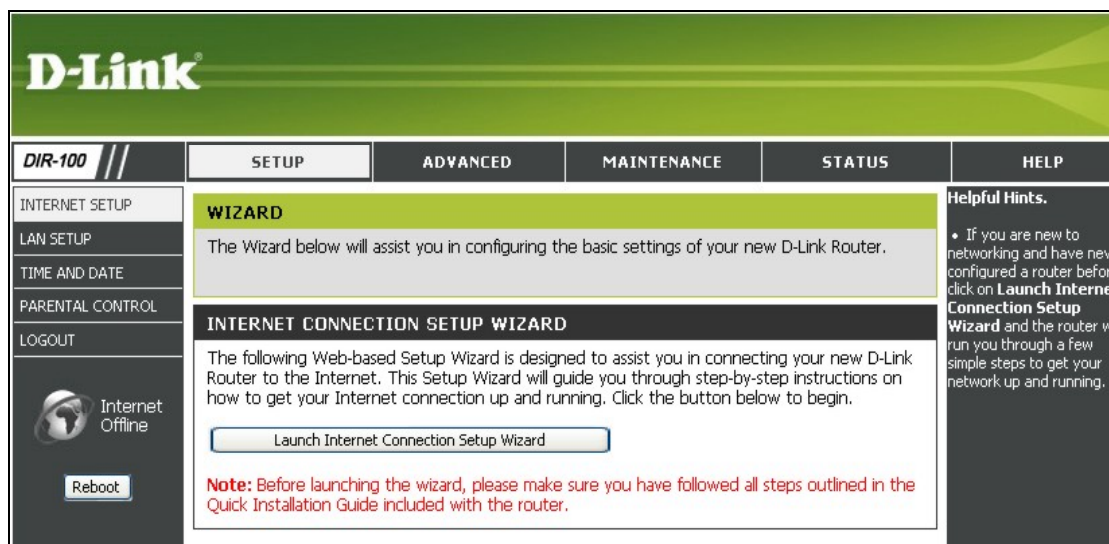 D-Link®
DIR-100
SETUP
ADVANCED
MAINTENANCE
STATUS
HELP
INTERNET SETUP
LAN SETUP
TIME AND DATE
PARENTAL CONTROL
LOGOUT
Internet
Offline
Reboot
WIZARD
The Wizard below will assist you in configuring the basic settings of your new D-Link Router.
INTERNET CONNECTION SETUP WIZARD
The following Web-based Setup Wizard is designed to assist you in connecting your new D-Link
Router to the Internet. This Setup Wizard will guide you through step-by-step instructions on
how to get your Internet connection up and running. Click the button below to begin.
Launch Internet Connection Setup Wizard
Note: Before launching the wizard, please make sure you have followed all steps outlined in the
Quick Installation Guide included with the router.
Helpful Hints.
• If you are new to
networking and have
configured a router
click on Launch
Connection Setup
Wizard and the router
run you through a few
simple steps to get your
network up and running.